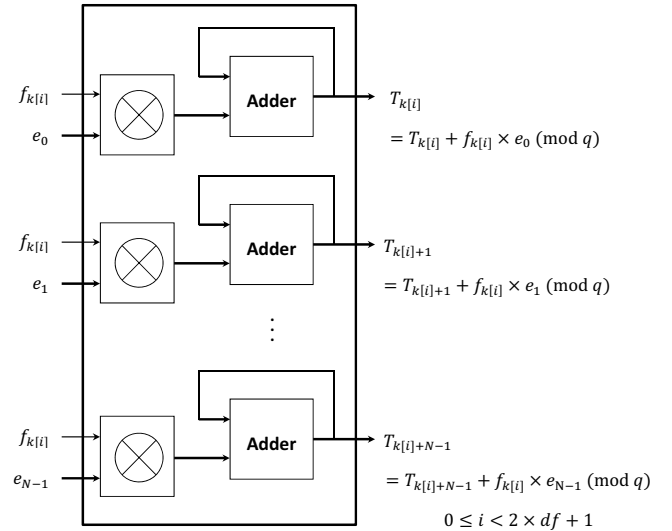 f_{k[i]}
e_0
Adder
T_{k[i]}
= T_{k[i]} + f_{k[i]} × e_0 (mod q)
f_{k[i]}
e_1
Adder
T_{k[i]+1}
= T_{k[i]+1} + f_{k[i]} × e_1 (mod q)
⋮
f_{k[i]}
e_{N−1}
Adder
T_{k[i]+N−1}
= T_{k[i]+N−1} + f_{k[i]} × e_{N−1} (mod q)
0 ≤ i < 2 × df + 1